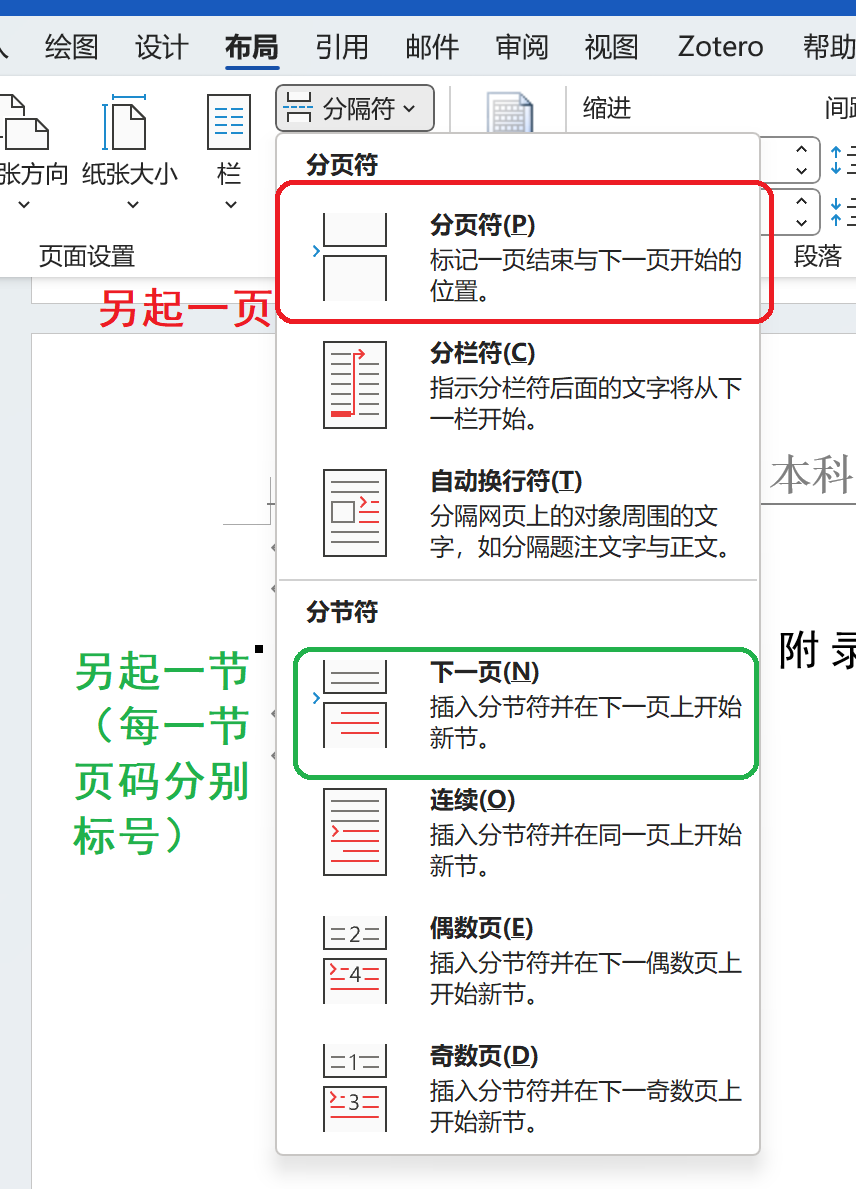 绘图 设计 布局 引用 邮件 审阅 视图 Zotero 帮助
分隔符 缩进
张方向 纸张大小 栏
页面设置 段落
分页符
分页符(P)
标记一页结束与下一页开始的
位置。
另起一页
分栏符(C)
指示分栏符后面的文字将从下
一栏开始。
自动换行符(T)
分隔网页上的对象周围的文
字，如分隔题注文字与正文。
本科
分节符
附 录
另起一节
（每一节
页码分别
标号）
下一页(N)
插入分节符并在下一页上开始
新节。
连续(O)
插入分节符并在同一页上开始
新节。
2
4
偶数页(E)
插入分节符并在下一偶数页上
开始新节。
1
3
奇数页(D)
插入分节符并在下一奇数页上
开始新节。